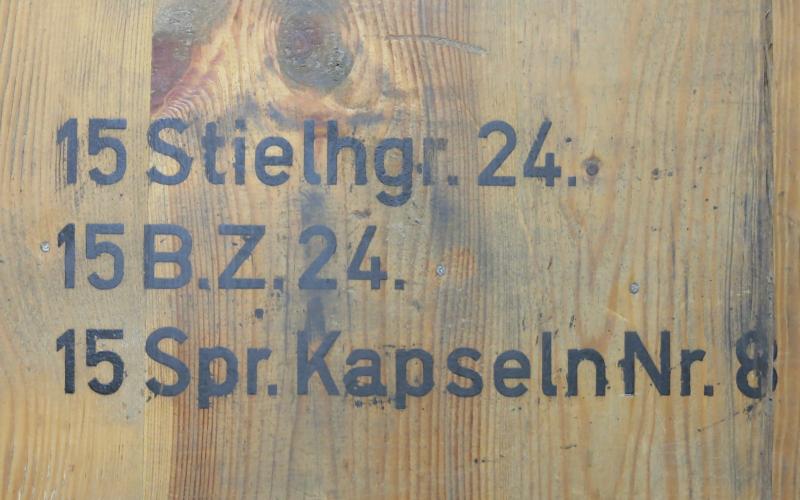 15 Stielhgr. 24.
15 B.Z. 24.
15 Spr. Kapseln Nr. 8